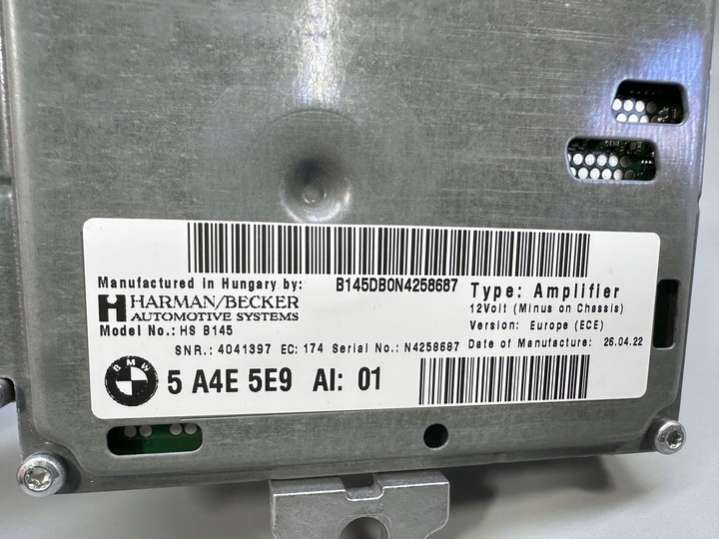 Manufactured in Hungary by:
B145DB0N4258687
HARMAN/BECKER
AUTOMOTIVE SYSTEMS
Model No.: HS B145
Type: Amplifier
12Volt (Minus on Chassis)
Version: Europe (ECE)
SNR.: 4041397 EC: 174 Serial No.: N4258687 Date of Manufacture: 26.04.22
BMW
5 A4E 5E9 AI: 01